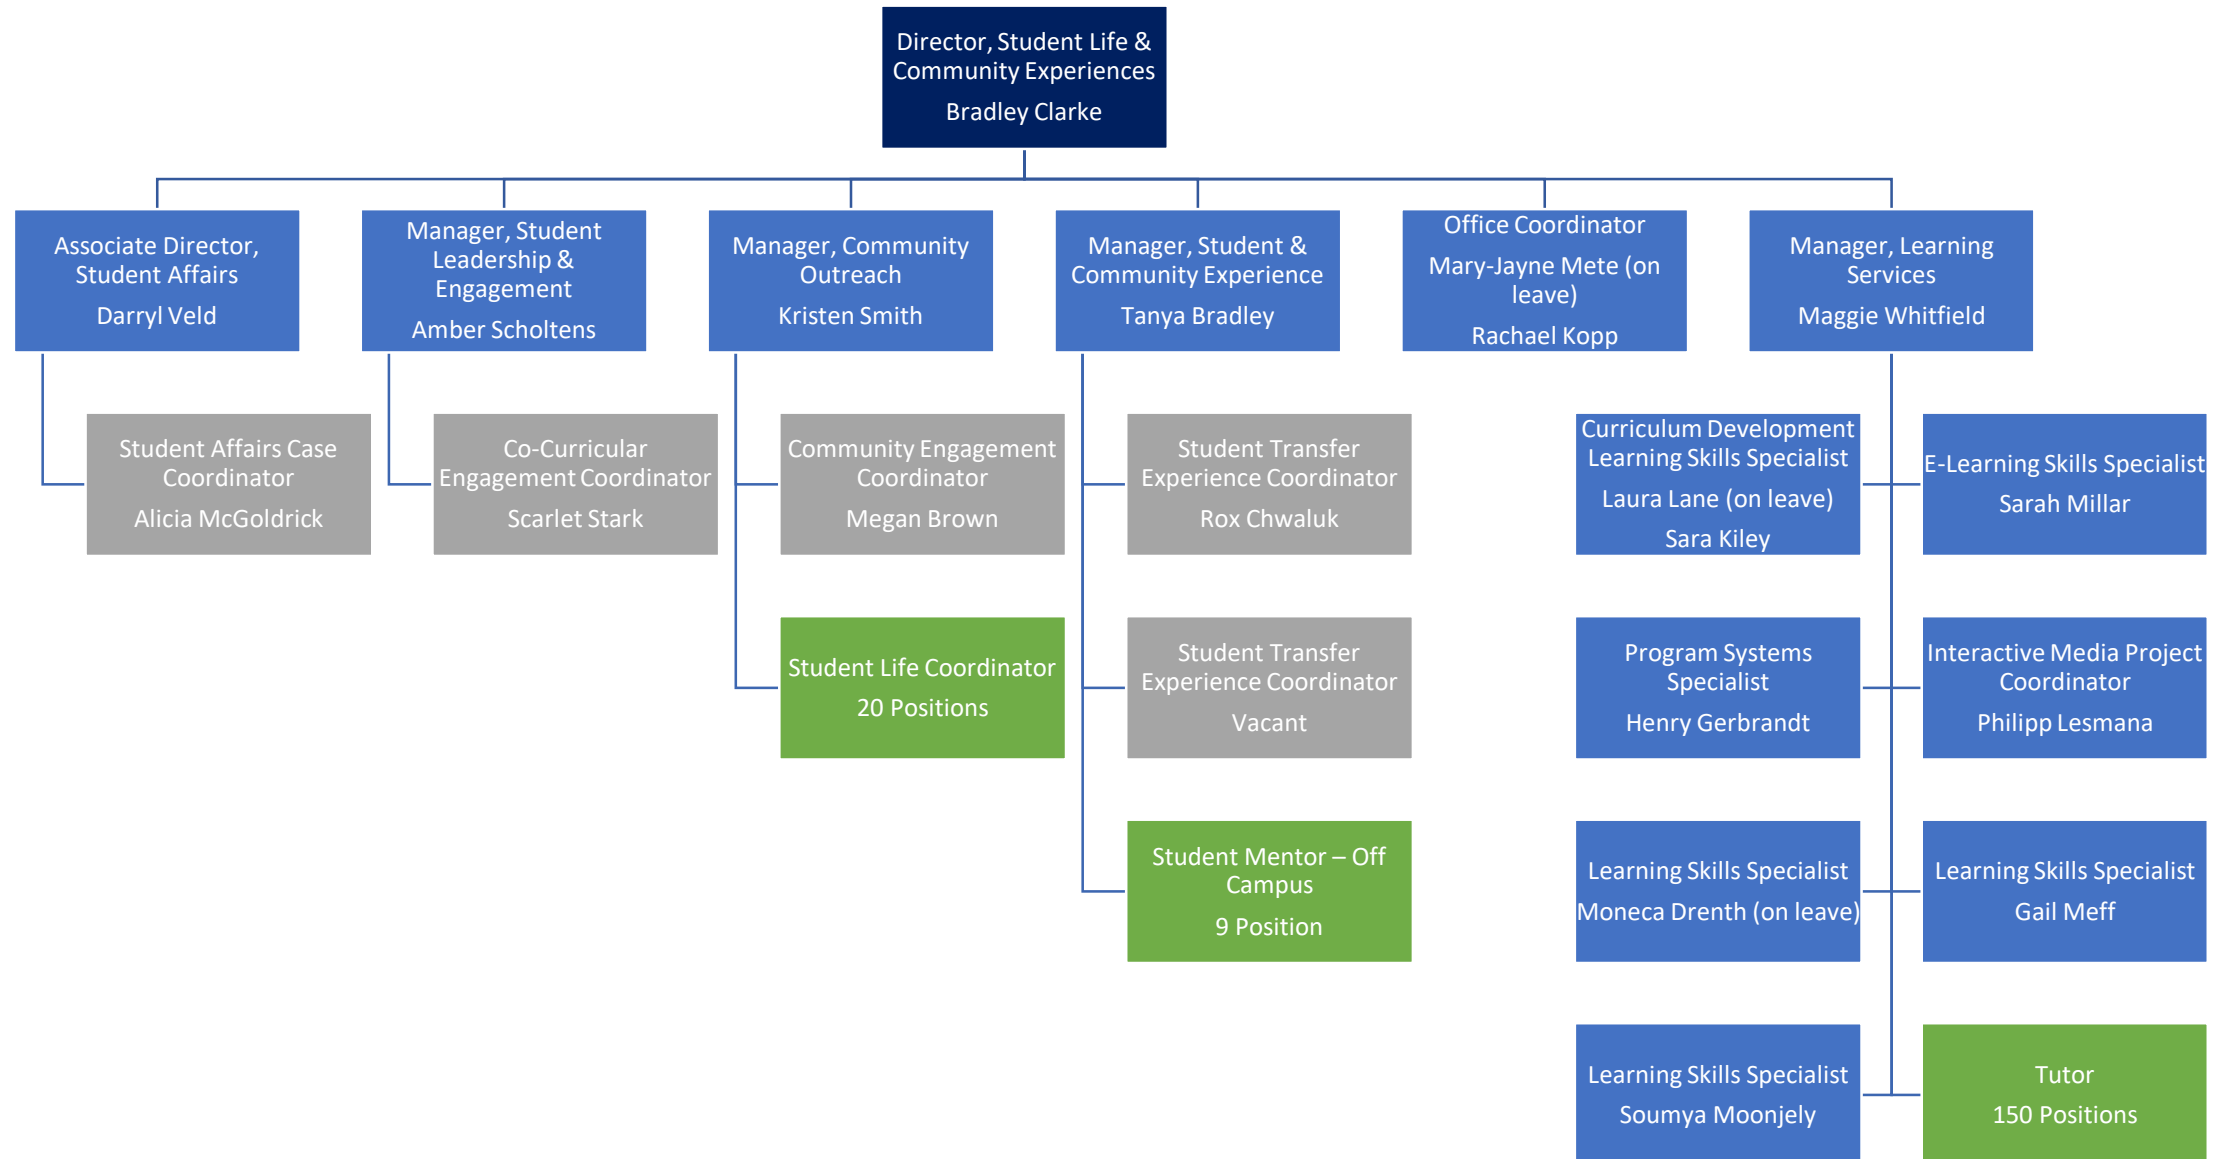 Director, Student Life &
Community Experiences
Bradley Clarke
Associate Director,
Student Affairs
Darryl Veld
Manager, Student
Leadership &
Engagement
Amber Scholtens
Manager, Community
Outreach
Kristen Smith
Manager, Student &
Community Experience
Tanya Bradley
Office Coordinator
Mary-Jayne Mete (on
leave)
Rachael Kopp
Manager, Learning
Services
Maggie Whitfield
Student Affairs Case
Coordinator
Alicia McGoldrick
Co-Curricular
Engagement Coordinator
Scarlet Stark
Community Engagement
Coordinator
Megan Brown
Student Transfer
Experience Coordinator
Rox Chwaluk
Curriculum Development
Learning Skills Specialist
Laura Lane (on leave)
Sara Kiley
E-Learning Skills Specialist
Sarah Millar
Student Life Coordinator
20 Positions
Student Transfer
Experience Coordinator
Vacant
Program Systems
Specialist
Henry Gerbrandt
Interactive Media Project
Coordinator
Philipp Lesmana
Student Mentor – Off
Campus
9 Position
Learning Skills Specialist
Moneca Drenth (on leave)
Learning Skills Specialist
Gail Meff
Learning Skills Specialist
Soumya Moonjely
Tutor
150 Positions